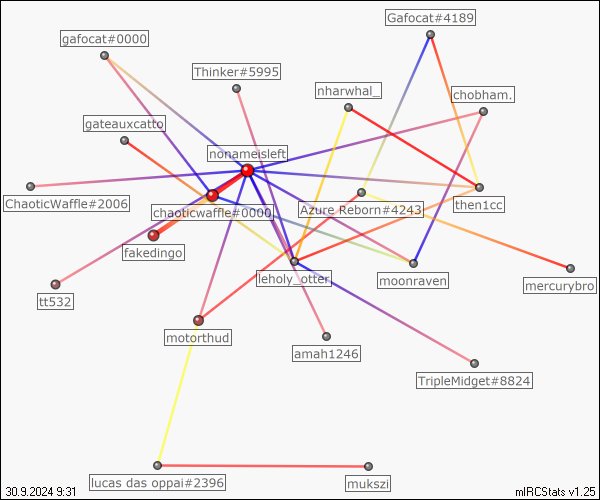 Gafocat#4189
gafocat#0000
Thinker#5995
nharwhal_
chobham.
gateauxcatto
nonameisleft
ChaoticWaffle#2006
chaoticwaffle#0000
Azure Reborn#4243
then1cc
fakedingo
leholy_otter
moonraven
mercurybro
tt532
motorthud
amah1246
TripleMidget#8824
lucas das oppai#2396
mukszi
30.9.2024 9:31
mIRCStats v1.25